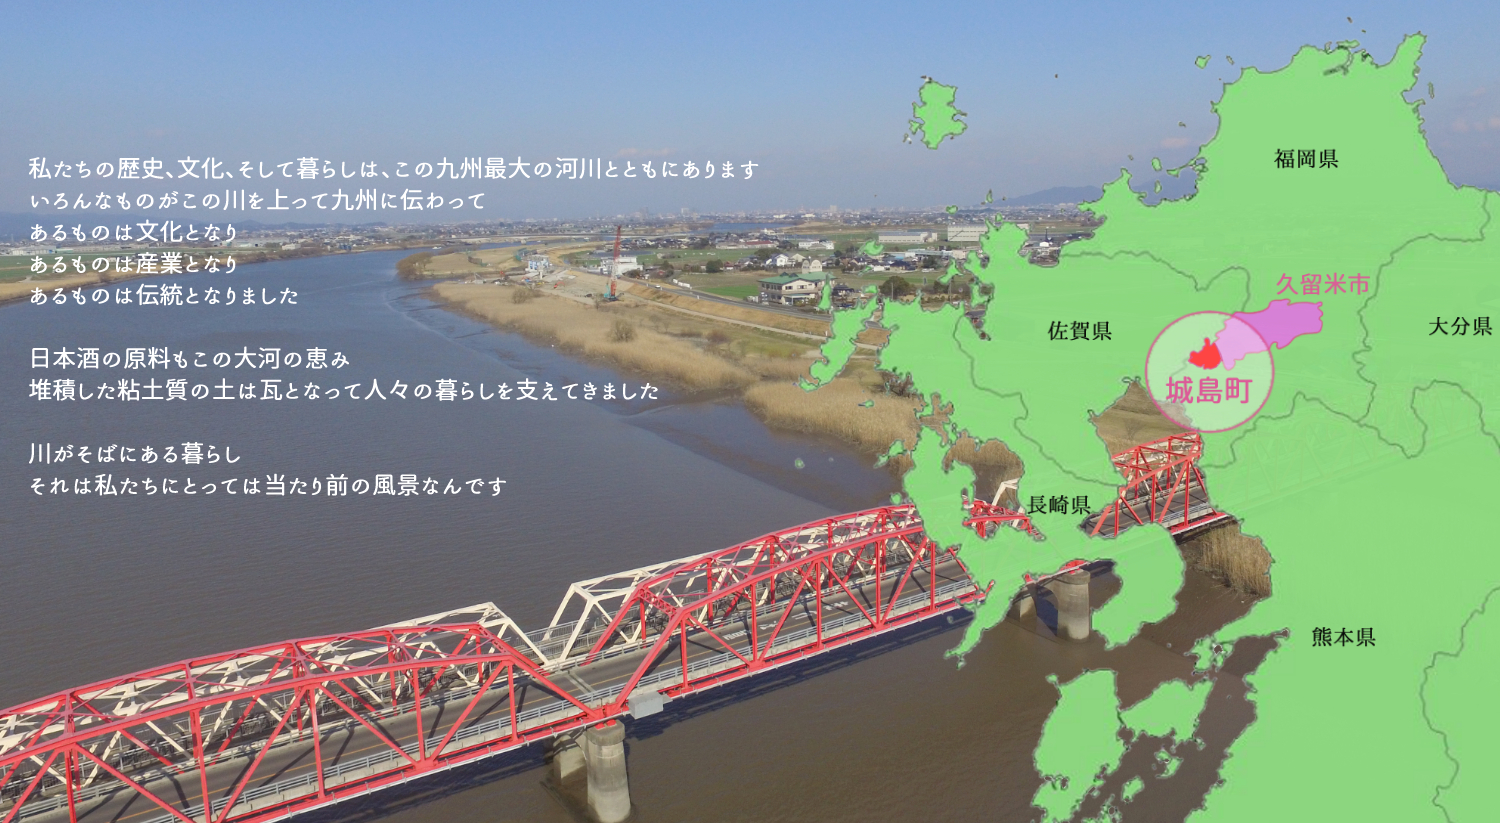 私たちの歴史、文化、そして暮らしは、この九州最大の河川とともにあります
いろんなものがこの川を上って九州に伝わって
あるものは文化となり
あるものは産業となり
あるものは伝統となりました
日本酒の原料もこの大河の恵み
堆積した粘土質の土は瓦となって人々の暮らしを支えてきました
川がそばにある暮らし
それは私たちにとっては当たり前の風景なんです
福岡県
久留米市
佐賀県
大分県
城島町
長崎県
熊本県